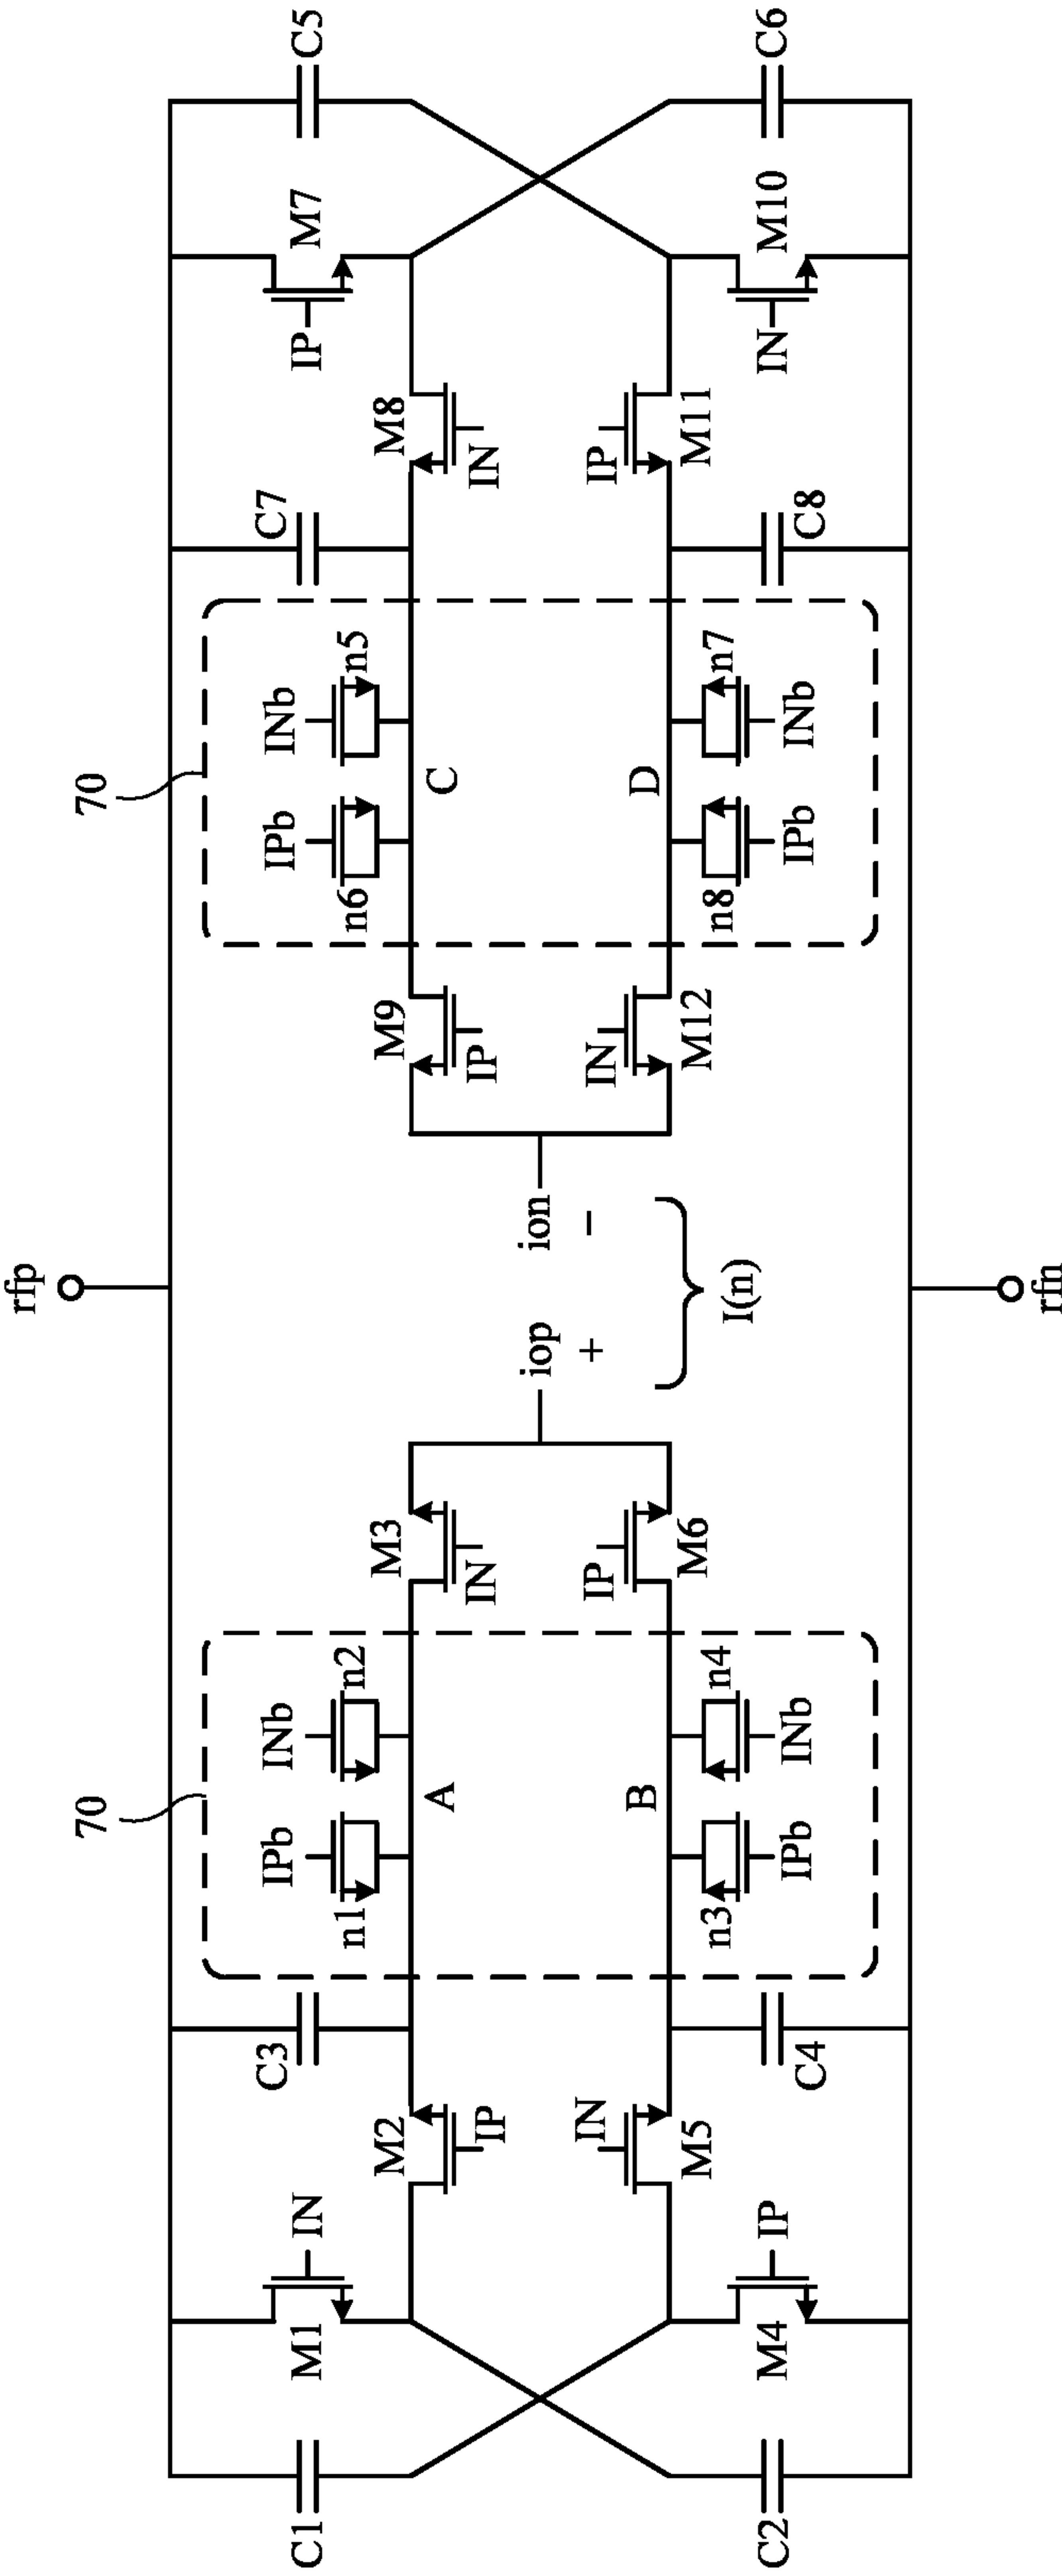 rfp
C5
M7
IP
C7
M8
IN
70
INb
n5
IPb
n6
C
M9
IP
ion
-
iop
+
I(n)
M3
IN
70
INb
n2
IPb
n1
A
C3
M2
IP
IN
M1
C1
C6
M10
IN
M11
IP
C8
n7
INb
D
n8
IPb
M12
IN
M6
IP
n4
INb
B
n3
IPb
C4
IN
M5
IP
M4
C2
rfn